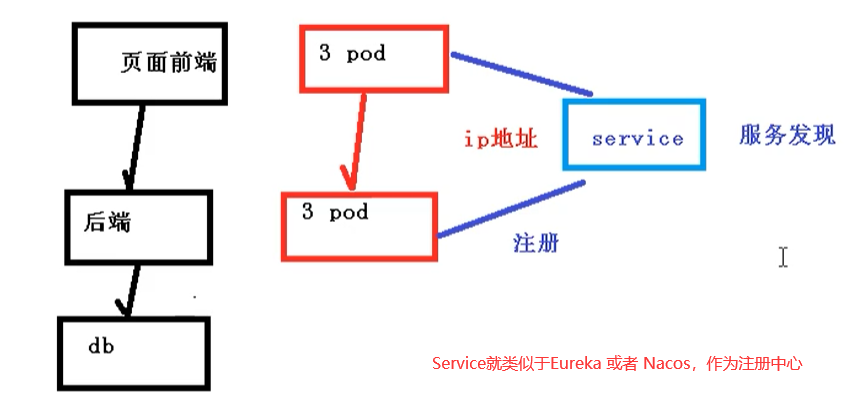 页面前端
3 pod
ip地址
service
服务发现
后端
3 pod
注册
db
Service就类似于Eureka 或者 Nacos，作为注册中心